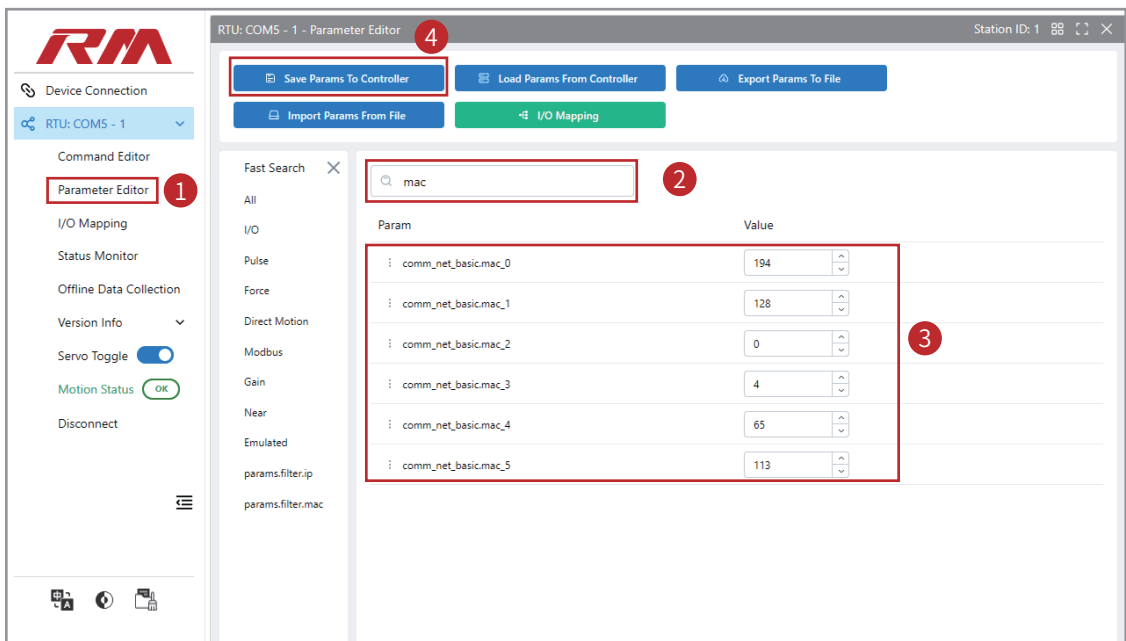 RM
Device Connection
RTU: COM5 - 1
Command Editor
Parameter Editor
1
I/O Mapping
Status Monitor
Offline Data Collection
Version Info
Servo Toggle
Motion Status OK
Disconnect
中 A
RTU: COM5 - 1 - Parameter Editor
4
Station ID: 1
Save Params To Controller
Load Params From Controller
Export Params To File
Import Params From File
I/O Mapping
Fast Search
All
I/O
Pulse
Force
Direct Motion
Modbus
Gain
Near
Emulated
params.filter.ip
params.filter.mac
mac
2
Param Value
comm_net_basic.mac_0 194
comm_net_basic.mac_1 128
comm_net_basic.mac_2 0
comm_net_basic.mac_3 4
comm_net_basic.mac_4 65
comm_net_basic.mac_5 113
3